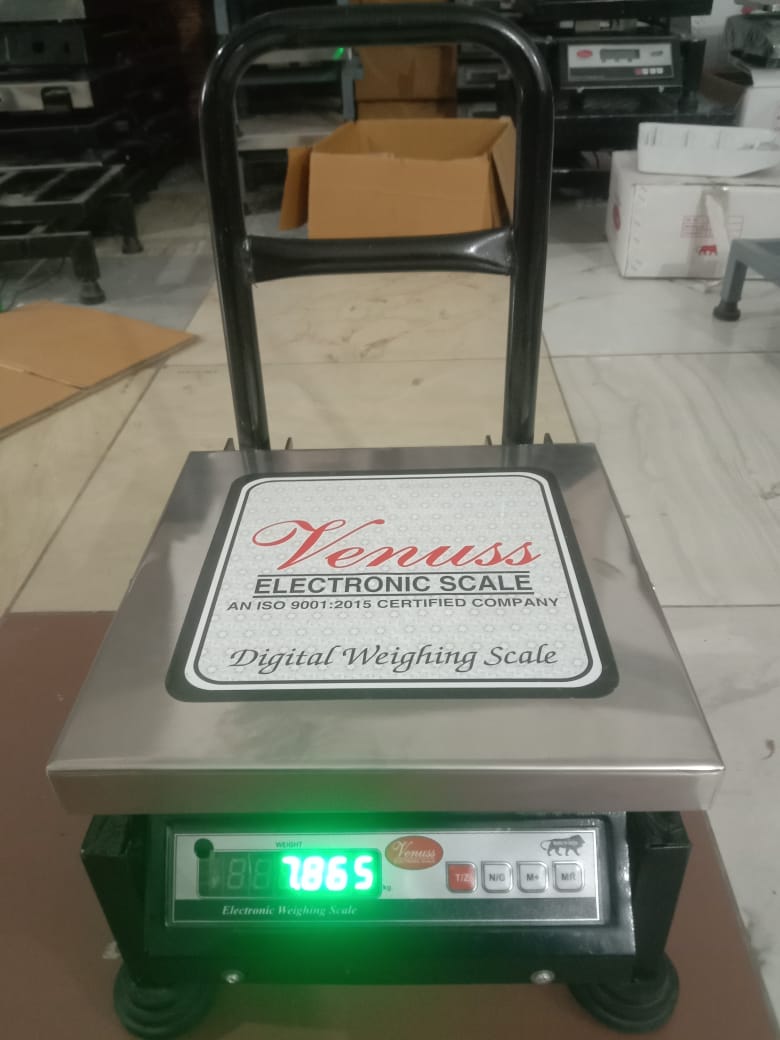 Venuss
ELECTRONIC SCALE
AN ISO 9001:2015 CERTIFIED COMPANY
Digital Weighing Scale
WEIGHT
7.865
kg
Venuss
T/Z
N/G
M+
MR
Electronic Weighing Scale